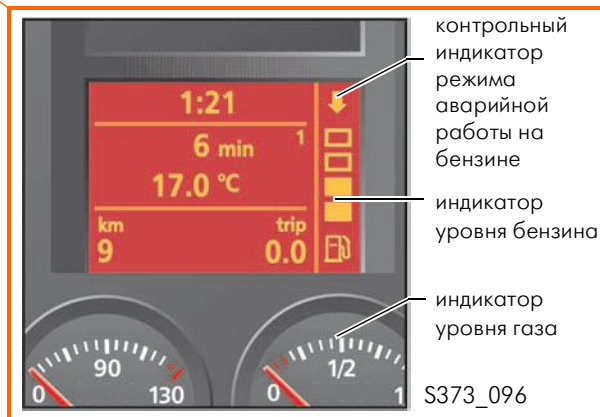 контрольный
индикатор
режима
аварийной
работы на
бензине
1:21
6 min 1
17.0 °C
km trip
9 0.0
индикатор
уровня бензина
индикатор
уровня газа
0 90 130
0 1/2 1
S373_096